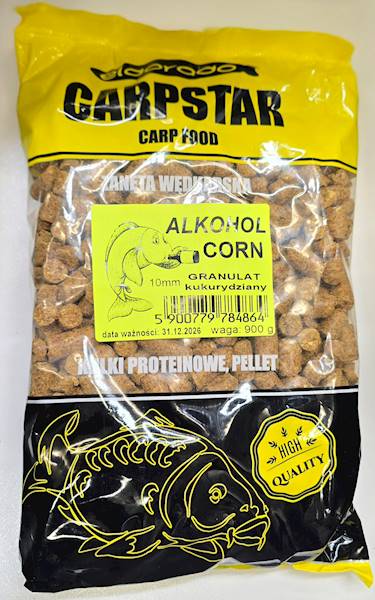 eldorado
CARPSTAR
CARP FOOD
ZANĘTA WĘDKARSKA
ALKOHOL
CORN
10mm GRANULAT
kukurydziany
5 900779 784864
data ważności: 31.12.2026 waga: 900 g
KULKI PROTEINOWE, PELLET
HIGH
QUALITY